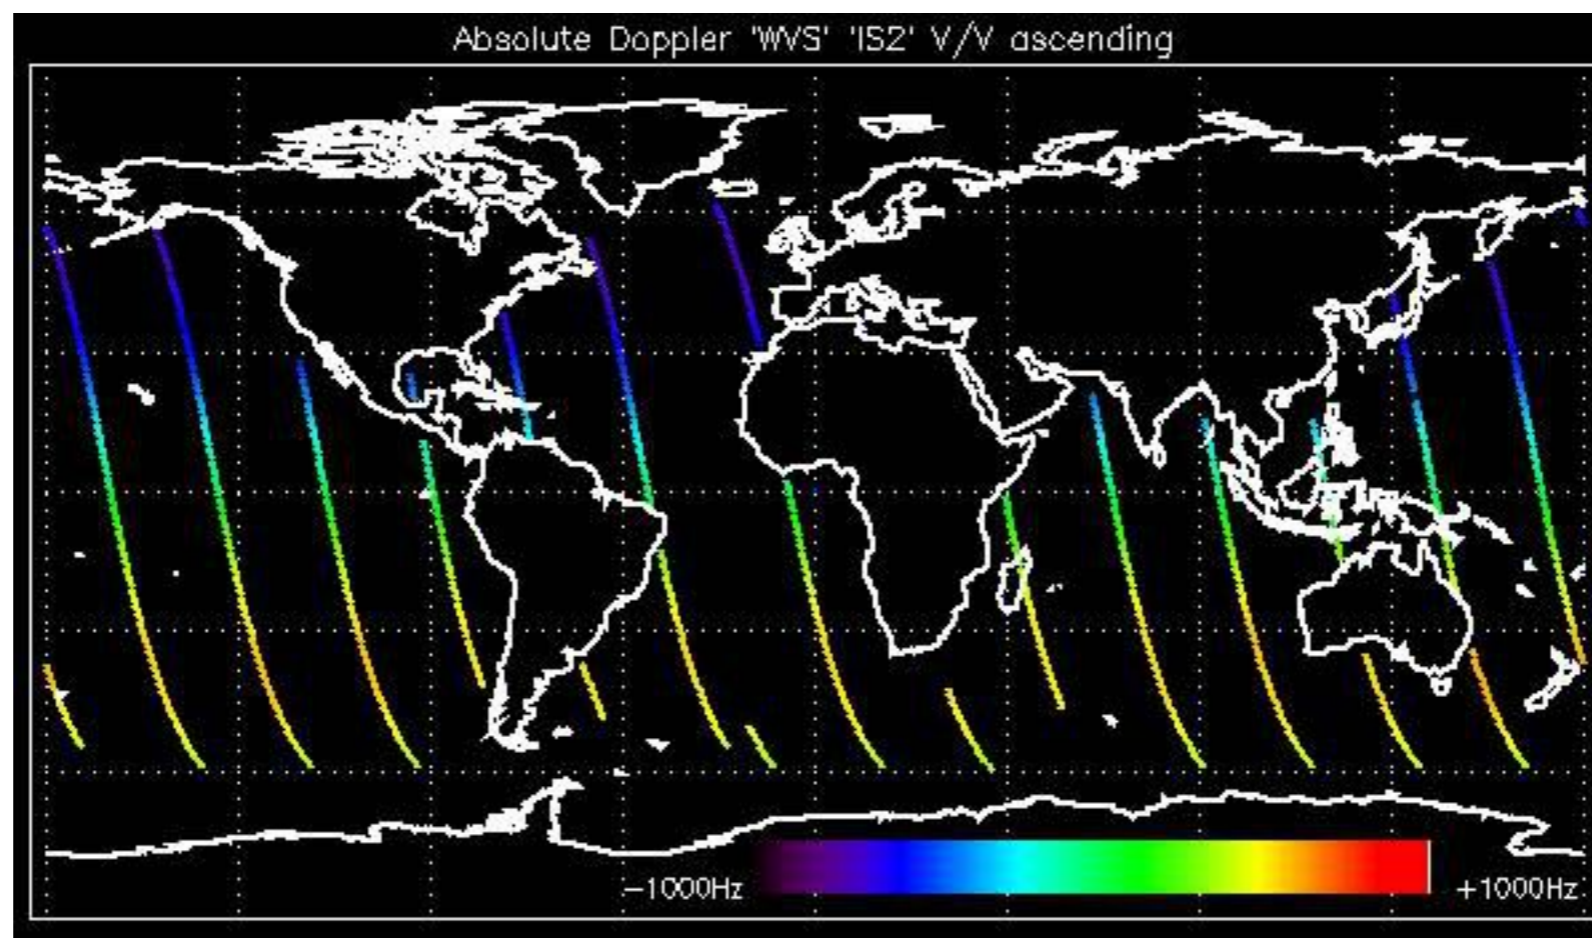 Absolute Doppler 'WVS' 'IS2' V/V ascending
-1000Hz +1000Hz